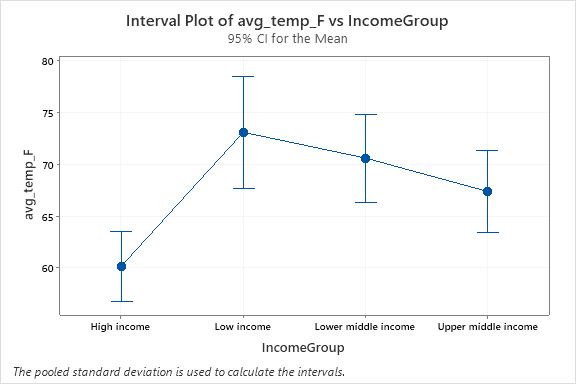 Interval Plot of avg_temp_F vs IncomeGroup
95% CI for the Mean
80
75
70
65
60
avg_temp_F
High income
Low income
Lower middle income
Upper middle income
IncomeGroup
The pooled standard deviation is used to calculate the intervals.